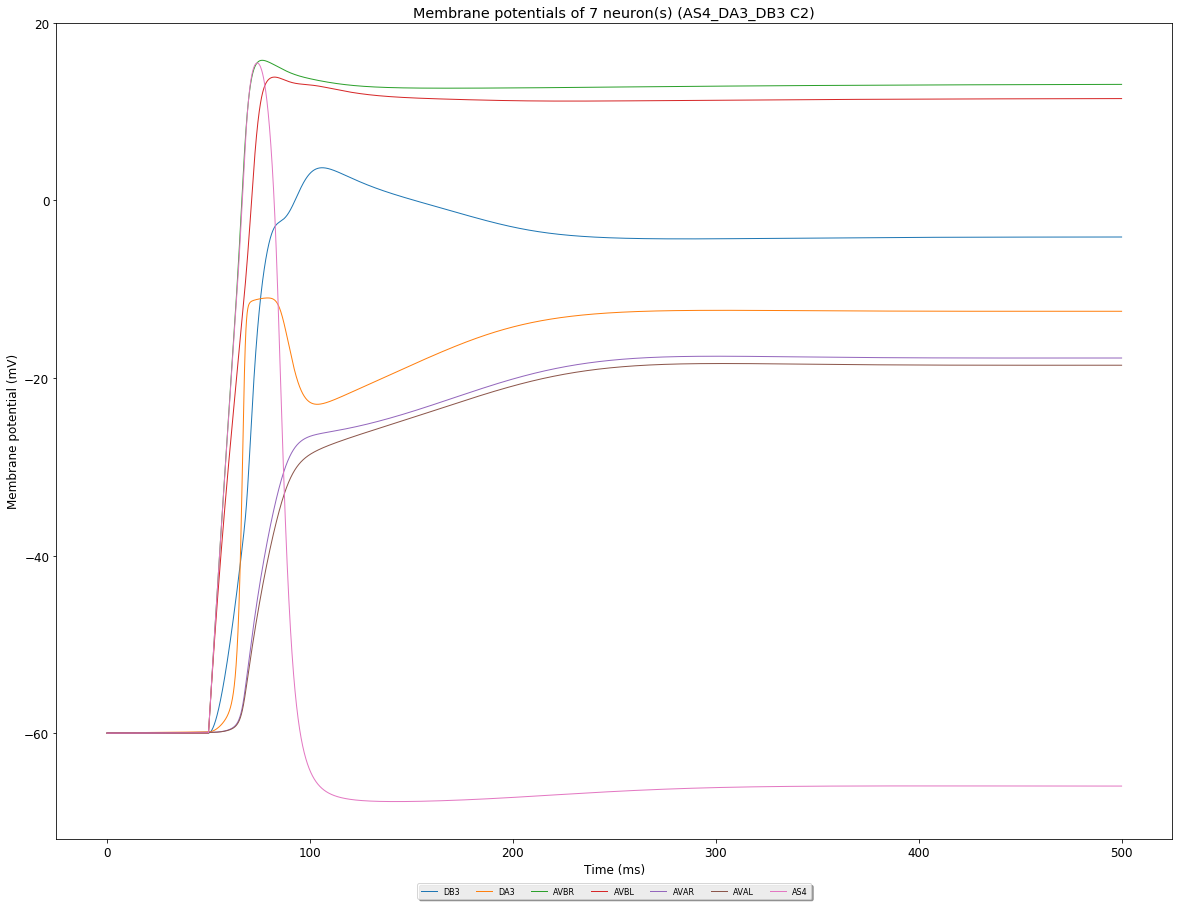 Membrane potentials of 7 neuron(s) (AS4_DA3_DB3 C2)
20
0
−20
−40
−60
Membrane potential (mV)
0 100 200 300 400 500
Time (ms)
DB3 DA3 AVBR AVBL AVAR AVAL AS4